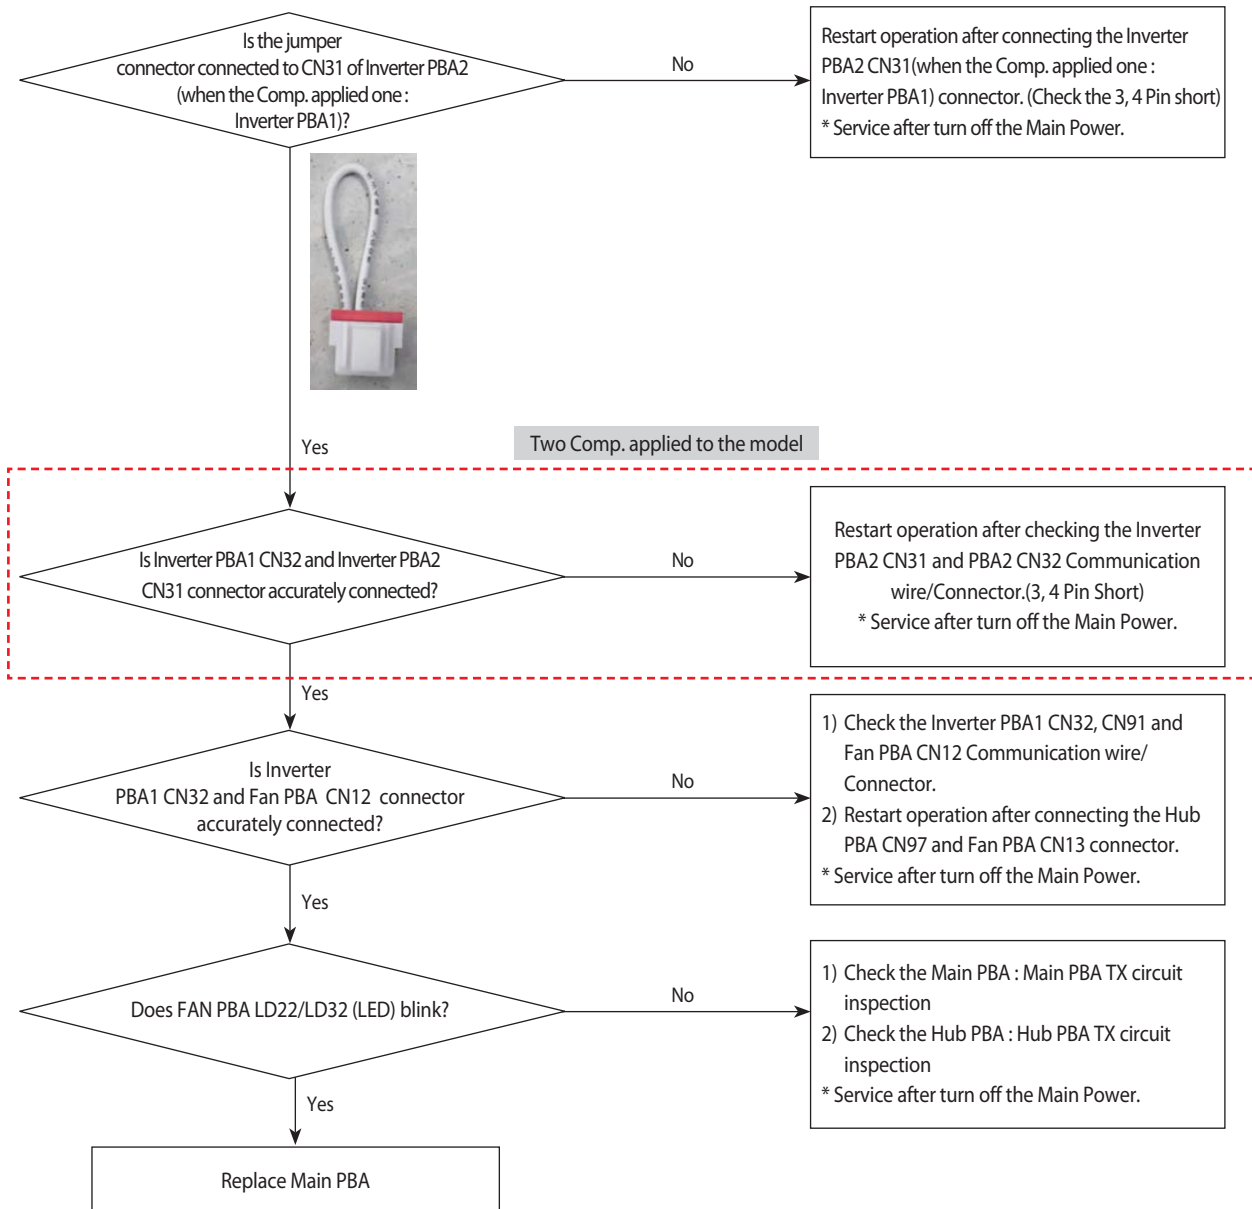 Is the jumper
connector connected to CN31 of Inverter PBA2
(when the Comp. applied one :
Inverter PBA1)?
No
Restart operation after connecting the Inverter
PBA2 CN31(when the Comp. applied one :
Inverter PBA1) connector. (Check the 3, 4 Pin short)
* Service after turn off the Main Power.
Yes
Two Comp. applied to the model
Is Inverter PBA1 CN32 and Inverter PBA2
CN31 connector accurately connected?
No
Restart operation after checking the Inverter
PBA2 CN31 and PBA2 CN32 Communication
wire/Connector.(3, 4 Pin Short)
* Service after turn off the Main Power.
Yes
Is Inverter
PBA1 CN32 and Fan PBA CN12 connector
accurately connected?
No
1) Check the Inverter PBA1 CN32, CN91 and
Fan PBA CN12 Communication wire/
Connector.
2) Restart operation after connecting the Hub
PBA CN97 and Fan PBA CN13 connector.
* Service after turn off the Main Power.
Yes
Does FAN PBA LD22/LD32 (LED) blink?
No
1) Check the Main PBA : Main PBA TX circuit
inspection
2) Check the Hub PBA : Hub PBA TX circuit
inspection
* Service after turn off the Main Power.
Yes
Replace Main PBA